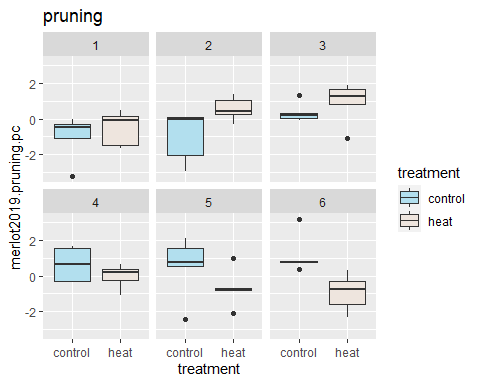 pruning
1 2 3
2
0
-2
4 5 6
2
0
-2
control heat control heat control heat
treatment
merlot2019.pruning.pc
treatment
control
heat